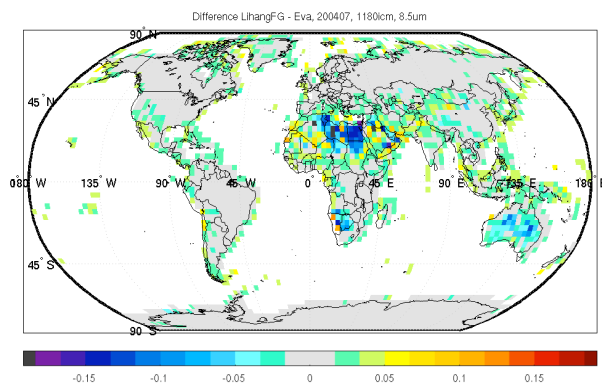 Difference LihangFG - Eva, 200407, 1180icm, 8.5um
90° N
45° N
180° W 135° W 90° W 45° W 0° 45° E 90° E 135° E 180° E
45° S
90° S
-0.15 -0.1 -0.05 0 0.05 0.1 0.15